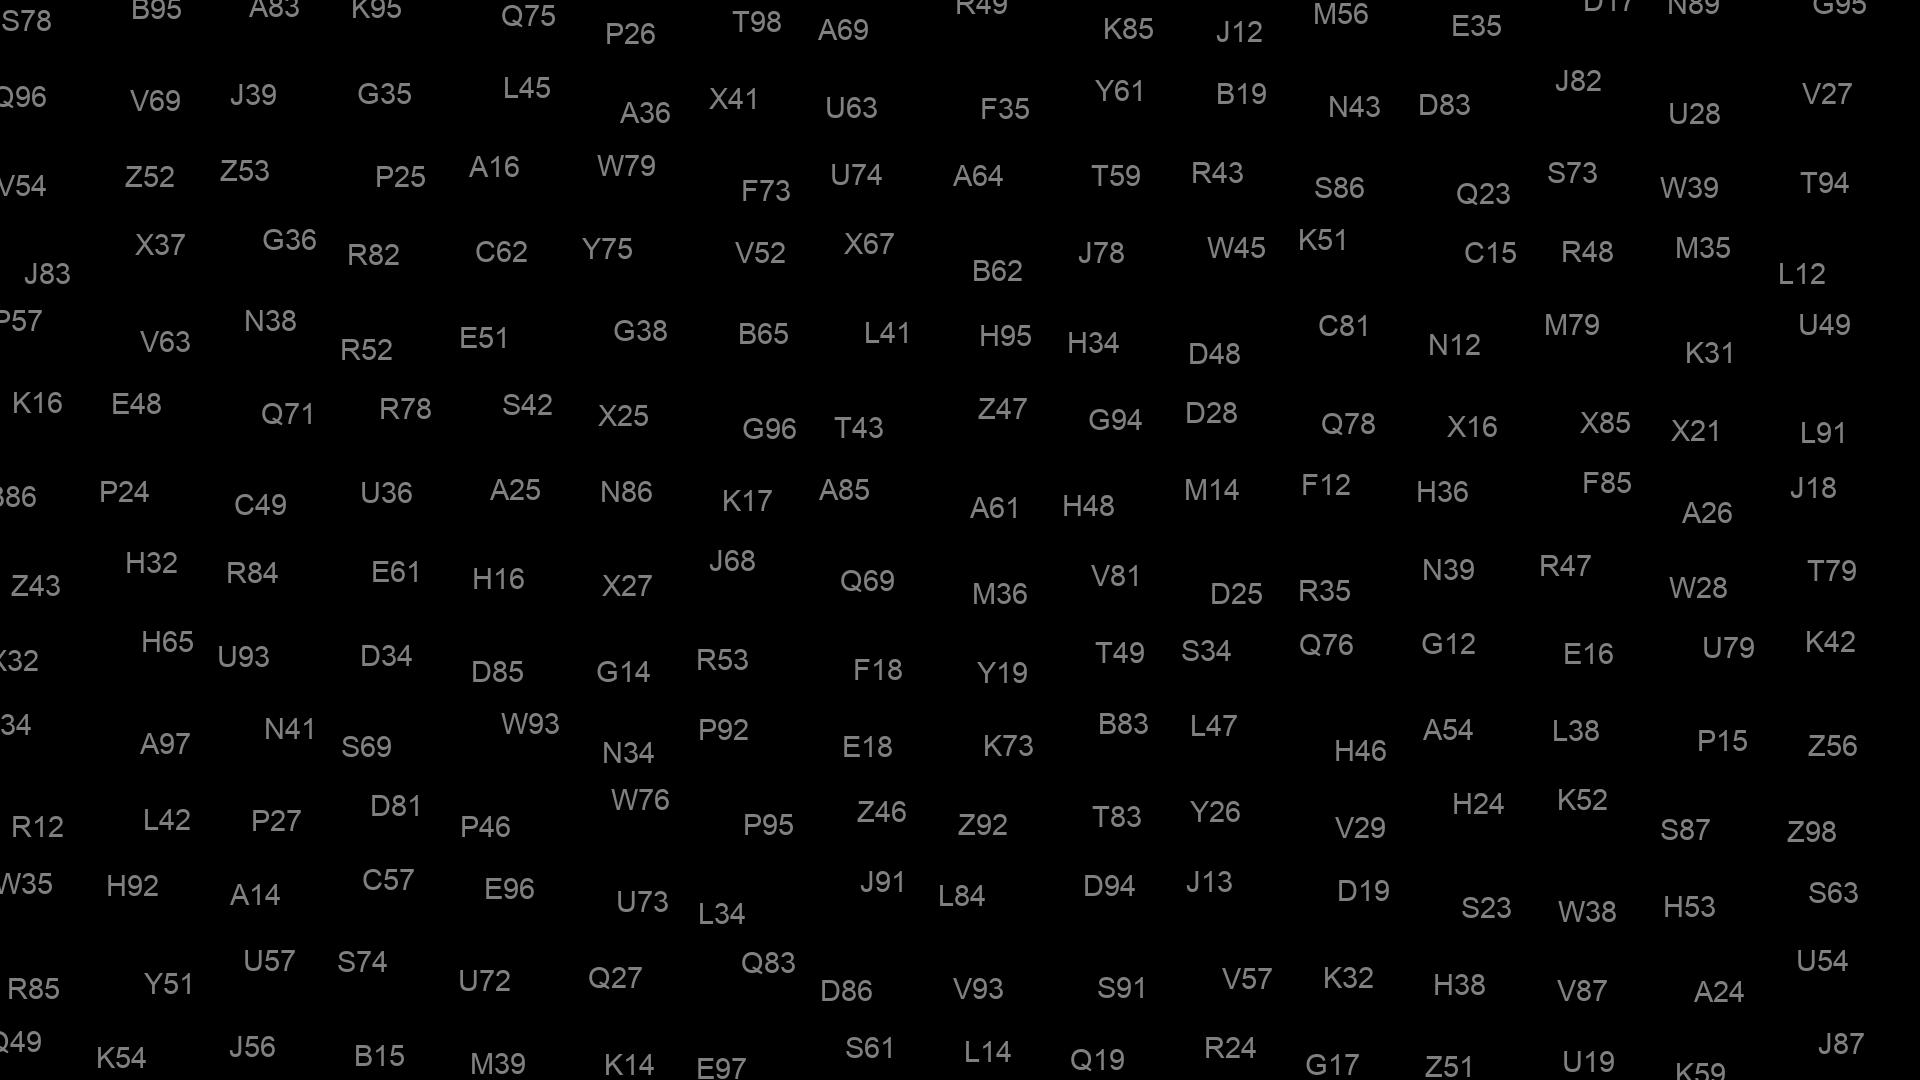 S78 B95 A83 K95 Q75 P26 T98 A69 R49 K85 J12 M56 E35 D17 N89 G95
Q96 V69 J39 G35 L45 A36 X41 U63 F35 Y61 B19 N43 D83 J82 U28 V27
V54 Z52 Z53 P25 A16 W79 F73 U74 A64 T59 R43 S86 Q23 S73 W39 T94
J83 X37 G36 R82 C62 Y75 V52 X67 B62 J78 W45 K51 C15 R48 M35 L12
P57 V63 N38 R52 E51 G38 B65 L41 H95 H34 D48 C81 N12 M79 K31 U49
K16 E48 Q71 R78 S42 X25 G96 T43 Z47 G94 D28 Q78 X16 X85 X21 L91
86 P24 C49 U36 A25 N86 K17 A85 A61 H48 M14 F12 H36 F85 A26 J18
Z43 H32 R84 E61 H16 X27 J68 Q69 M36 V81 D25 R35 N39 R47 W28 T79
32 H65 U93 D34 D85 G14 R53 F18 Y19 T49 S34 Q76 G12 E16 U79 K42
34 A97 N41 S69 W93 N34 P92 E18 K73 B83 L47 H46 A54 L38 P15 Z56
R12 L42 P27 D81 P46 W76 P95 Z46 Z92 T83 Y26 V29 H24 K52 S87 Z98
W35 H92 A14 C57 E96 U73 L34 J91 L84 D94 J13 D19 S23 W38 H53 S63
R85 Y51 U57 S74 U72 Q27 Q83 D86 V93 S91 V57 K32 H38 V87 A24 U54
Q49 K54 J56 B15 M39 K14 E97 S61 L14 Q19 R24 G17 Z51 U19 K59 J87